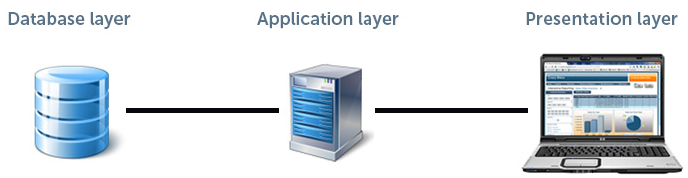 Database layer
Application layer
Presentation layer